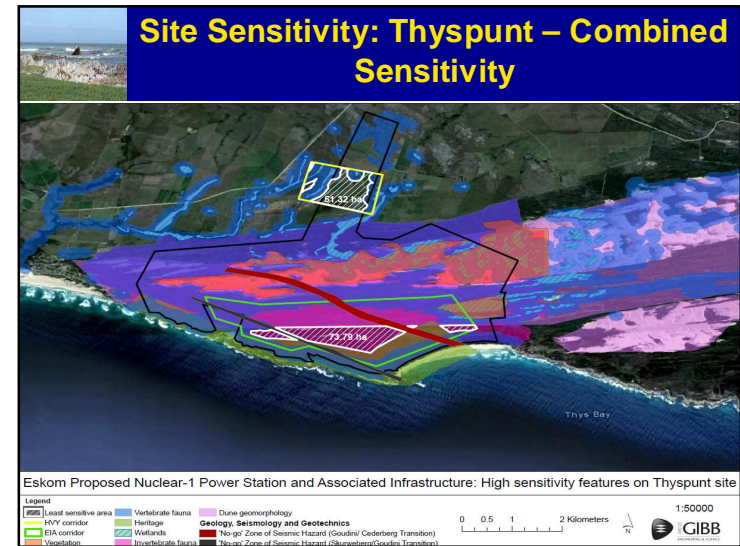 Site Sensitivity: Thyspunt – Combined
Sensitivity
61.32 ha
73.79 ha
Thys Bay
Eskom Proposed Nuclear-1 Power Station and Associated Infrastructure: High sensitivity features on Thyspunt site
Legend
Least sensitive area
HVY corridor
EIA corridor
Vegetation
Vertebrate fauna
Heritage
Wetlands
Invertebrate fauna
Dune geomorphology
Geology, Seismology and Geotechnics
'No-go' Zone of Seismic Hazard (Goudini/ Cederberg Transition)
'No-go' Zone of Seismic Hazard (Skurweberg/Goudini Transition)
0 0.5 1 2 Kilometers
N
1:50000
GIBB